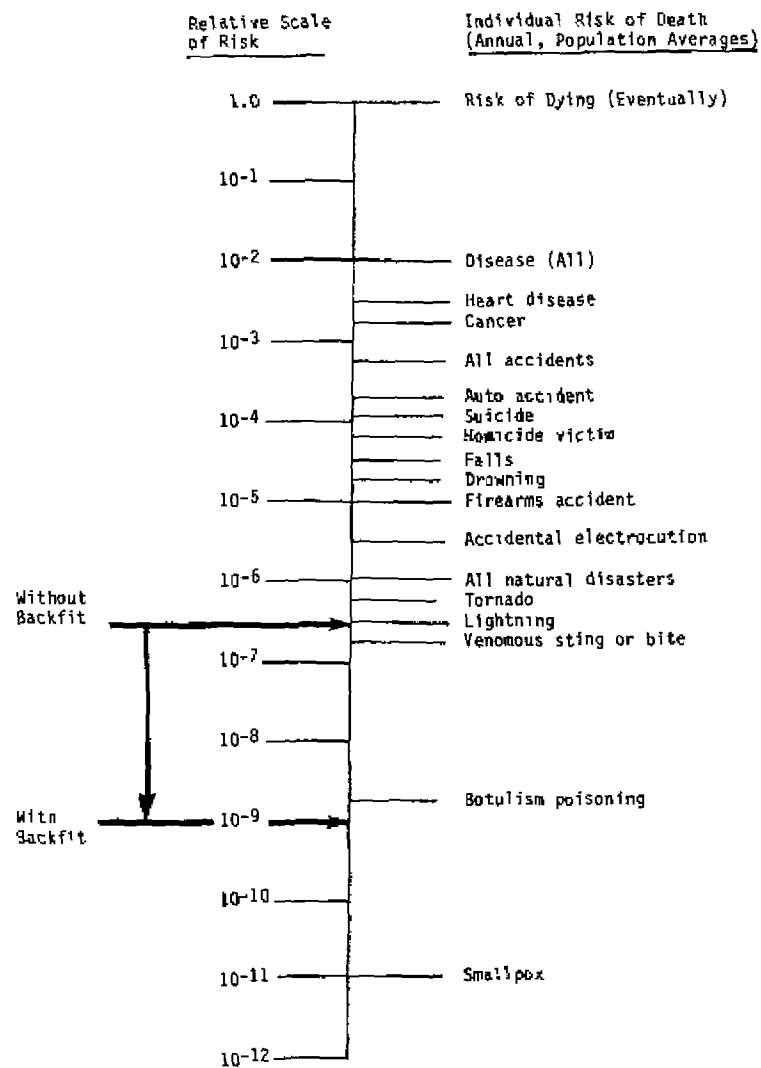 Relative Scale
of Risk
Individual Risk of Death
(Annual, Population Averages)
1.0
Risk of Dying (Eventually)
10-1
10-2
Disease (All)
Heart disease
Cancer
10-3
All accidents
Auto accident
10-4
Suicide
Homicide victim
Falls
Drowning
10-5
Firearms accident
Accidental electrocution
10-6
All natural disasters
Without
Backfit
Tornado
Lightning
Venomous sting or bite
10-7
10-8
Botulism poisoning
With
Backfit
10-9
10-10
10-11
Smallpox
10-12